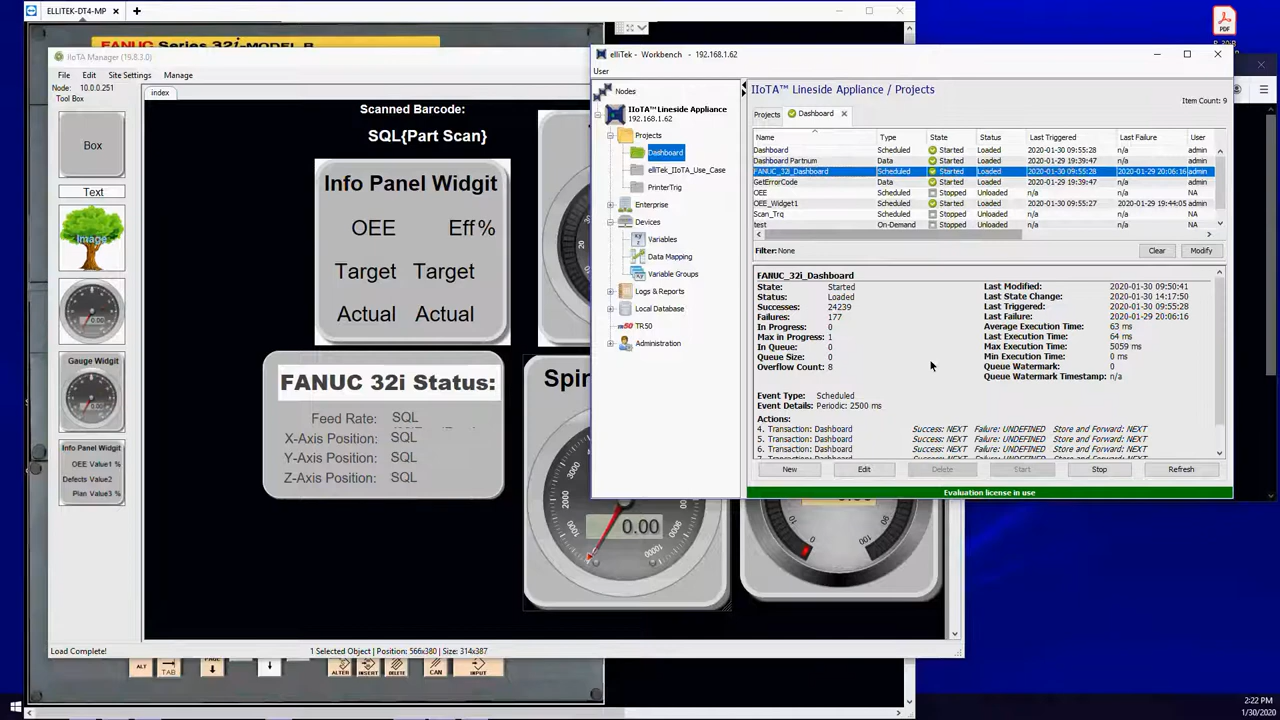 ELLITEK-DT4-MP
FANUC Series 32i-MODEL B
IIoTA Manager (19.8.3.0)
File Edit Site Settings Manage
Node:
10.0.0.251
Tool Box
index
Box
Text
Image
0.00
Gauge Widgit
0.00
Info Panel Widgit
OEE Value1 %
Defects Value2
Plan Value3 %
Scanned Barcode:
SQL{Part Scan}
Info Panel Widgit
OEE Eff%
Target Target
Actual Actual
FANUC 32i Status:
Feed Rate: SQL
X-Axis Position: SQL
Y-Axis Position: SQL
Z-Axis Position: SQL
0.00
Load Complete!
1 Selected Object | Position: 566x380 | Size: 314x387
ALT TAB PAGE ALTER INSERT DELETE CAN INPUT
elliTek - Workbench - 192.168.1.62
User
Nodes
IIoTA™ Lineside Appliance
192.168.1.62
Projects
Dashboard
elliTek_IIoTA_Use_Case
PrinterTrig
Enterprise
Devices
Variables
Data Mapping
Variable Groups
Logs & Reports
Local Database
TR50
Administration
IIoTA™ Lineside Appliance / Projects
Item Count: 9
Projects Dashboard
Name Type State Status Last Triggered Last Failure User
Dashboard Scheduled Started Loaded 2020-01-30 09:55:28 n/a admin
Dashboard Partnum Data Started Loaded 2020-01-29 19:39:47 n/a admin
FANUC_32i_Dashboard Scheduled Started Loaded 2020-01-30 09:55:28 2020-01-29 20:06:16 admin
GetErrorCode Data Started Loaded 2020-01-29 19:39:47 n/a admin
OEE Scheduled Stopped Unloaded n/a n/a NA
OEE_Widget1 Scheduled Started Loaded 2020-01-30 09:55:27 2020-01-29 19:44:05 admin
Scan_Trq Scheduled Stopped Unloaded n/a n/a NA
test On-Demand Stopped Unloaded n/a n/a NA
Filter: None
Clear Modify
FANUC_32i_Dashboard
State: Started Last Modified: 2020-01-30 09:50:41
Status: Loaded Last State Change: 2020-01-30 14:17:50
Successes: 24239 Last Triggered: 2020-01-30 09:55:28
Failures: 177 Last Failure: 2020-01-29 20:06:16
In Progress: 0 Average Execution Time: 63 ms
Max in Progress: 1 Last Execution Time: 64 ms
In Queue: 0 Max Execution Time: 5059 ms
Queue Size: 0 Min Execution Time: 0 ms
Overflow Count: 8 Queue Watermark: 0
Queue Watermark Timestamp: n/a
Event Type: Scheduled
Event Details: Periodic: 2500 ms
Actions:
4. Transaction: Dashboard Success: NEXT Failure: UNDEFINED Store and Forward: NEXT
5. Transaction: Dashboard Success: NEXT Failure: UNDEFINED Store and Forward: NEXT
6. Transaction: Dashboard Success: NEXT Failure: UNDEFINED Store and Forward: NEXT
New Edit Delete Start Stop Refresh
Evaluation license in use
PDF
2:22 PM
1/30/2020